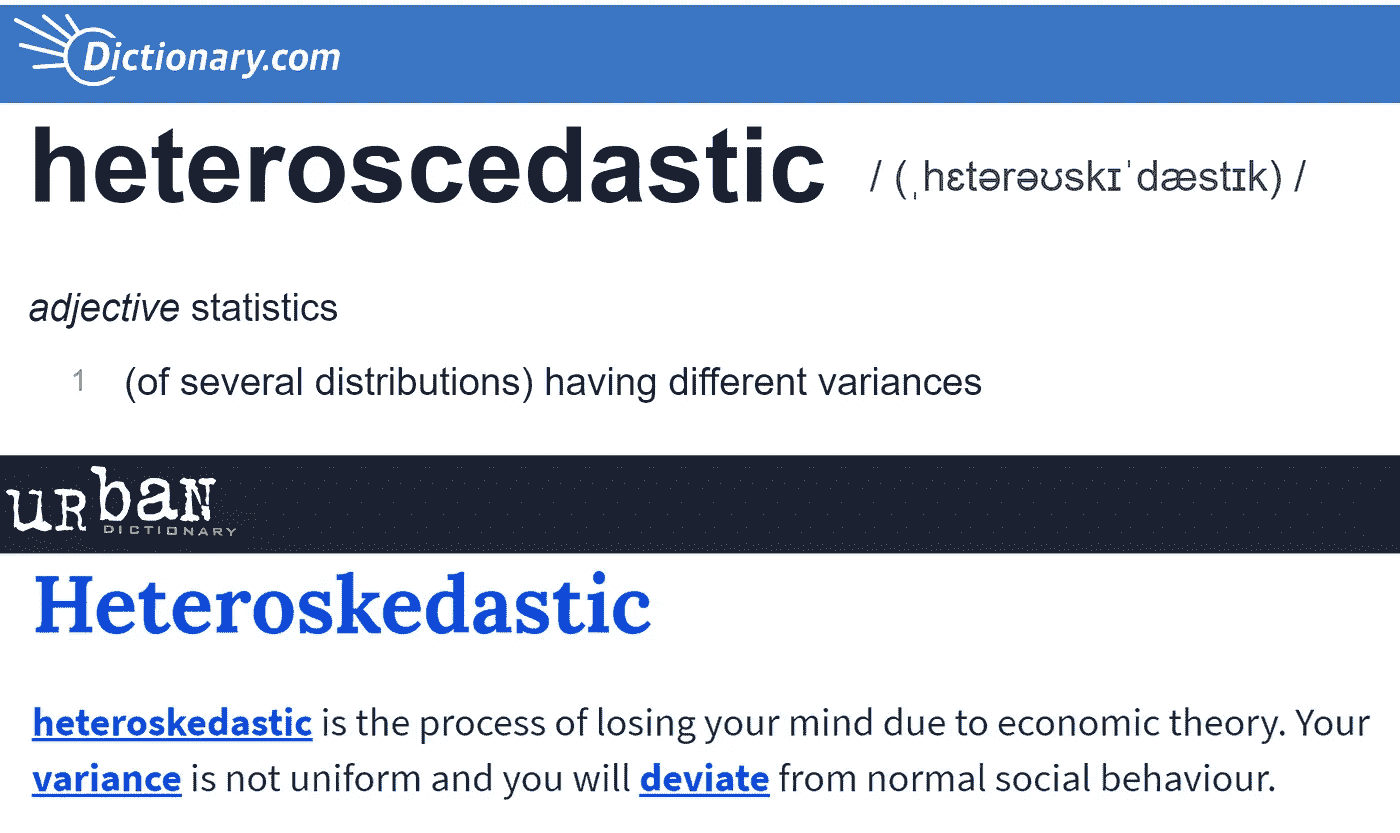 Dictionary.com
heteroscedastic / (ˌhɛtərəʊskɪˈdæstɪk) /
adjective statistics
1 (of several distributions) having different variances
urban
DICTIONARY
Heteroskedastic
heteroskedastic is the process of losing your mind due to economic theory. Your
variance is not uniform and you will deviate from normal social behaviour.